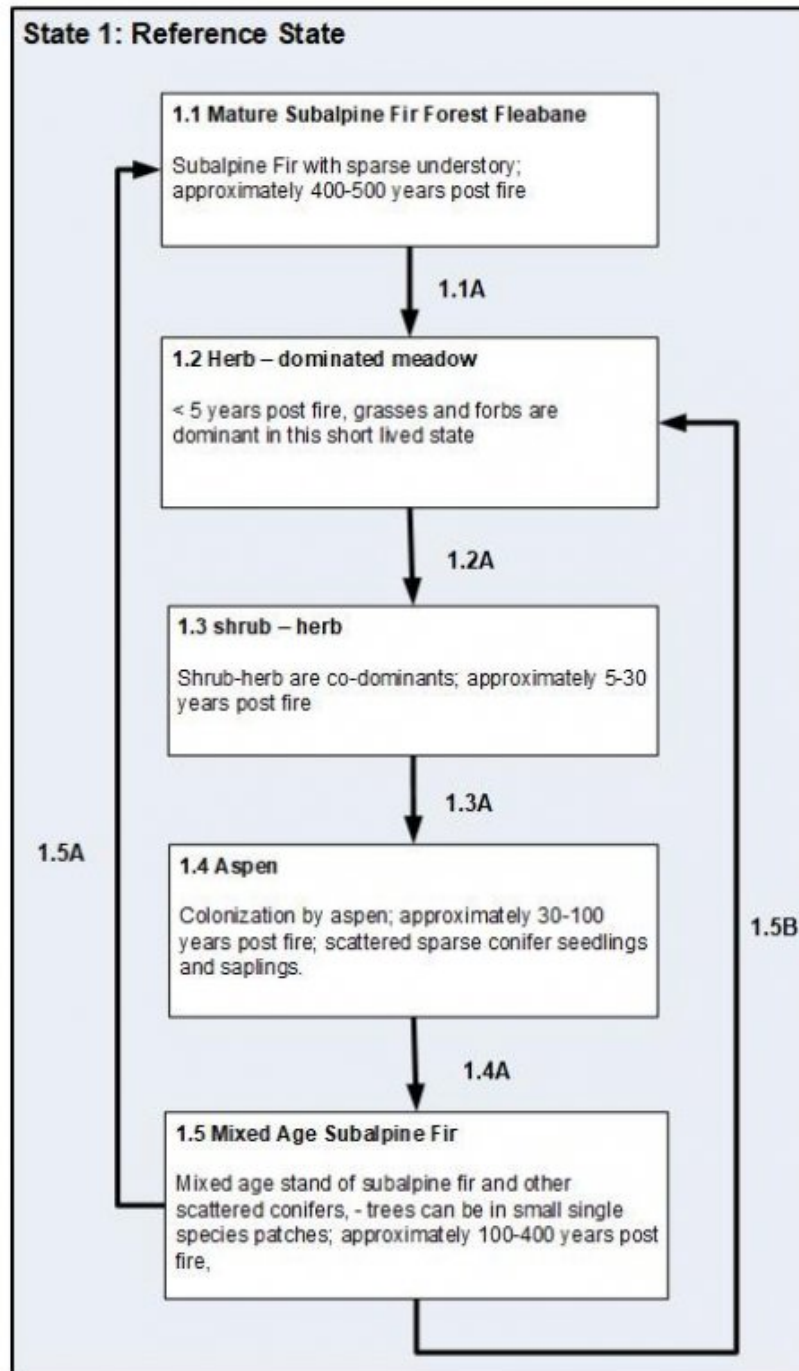 State 1: Reference State
1.1 Mature Subalpine Fir Forest Fleabane
Subalpine Fir with sparse understory;
approximately 400-500 years post fire
1.1A
1.2 Herb – dominated meadow
< 5 years post fire, grasses and forbs are
dominant in this short lived state
1.2A
1.3 shrub – herb
Shrub-herb are co-dominants; approximately 5-30
years post fire
1.3A
1.5A
1.4 Aspen
Colonization by aspen; approximately 30-100
years post fire; scattered sparse conifer seedlings
and saplings.
1.5B
1.4A
1.5 Mixed Age Subalpine Fir
Mixed age stand of subalpine fir and other
scattered conifers, - trees can be in small single
species patches; approximately 100-400 years post
fire,